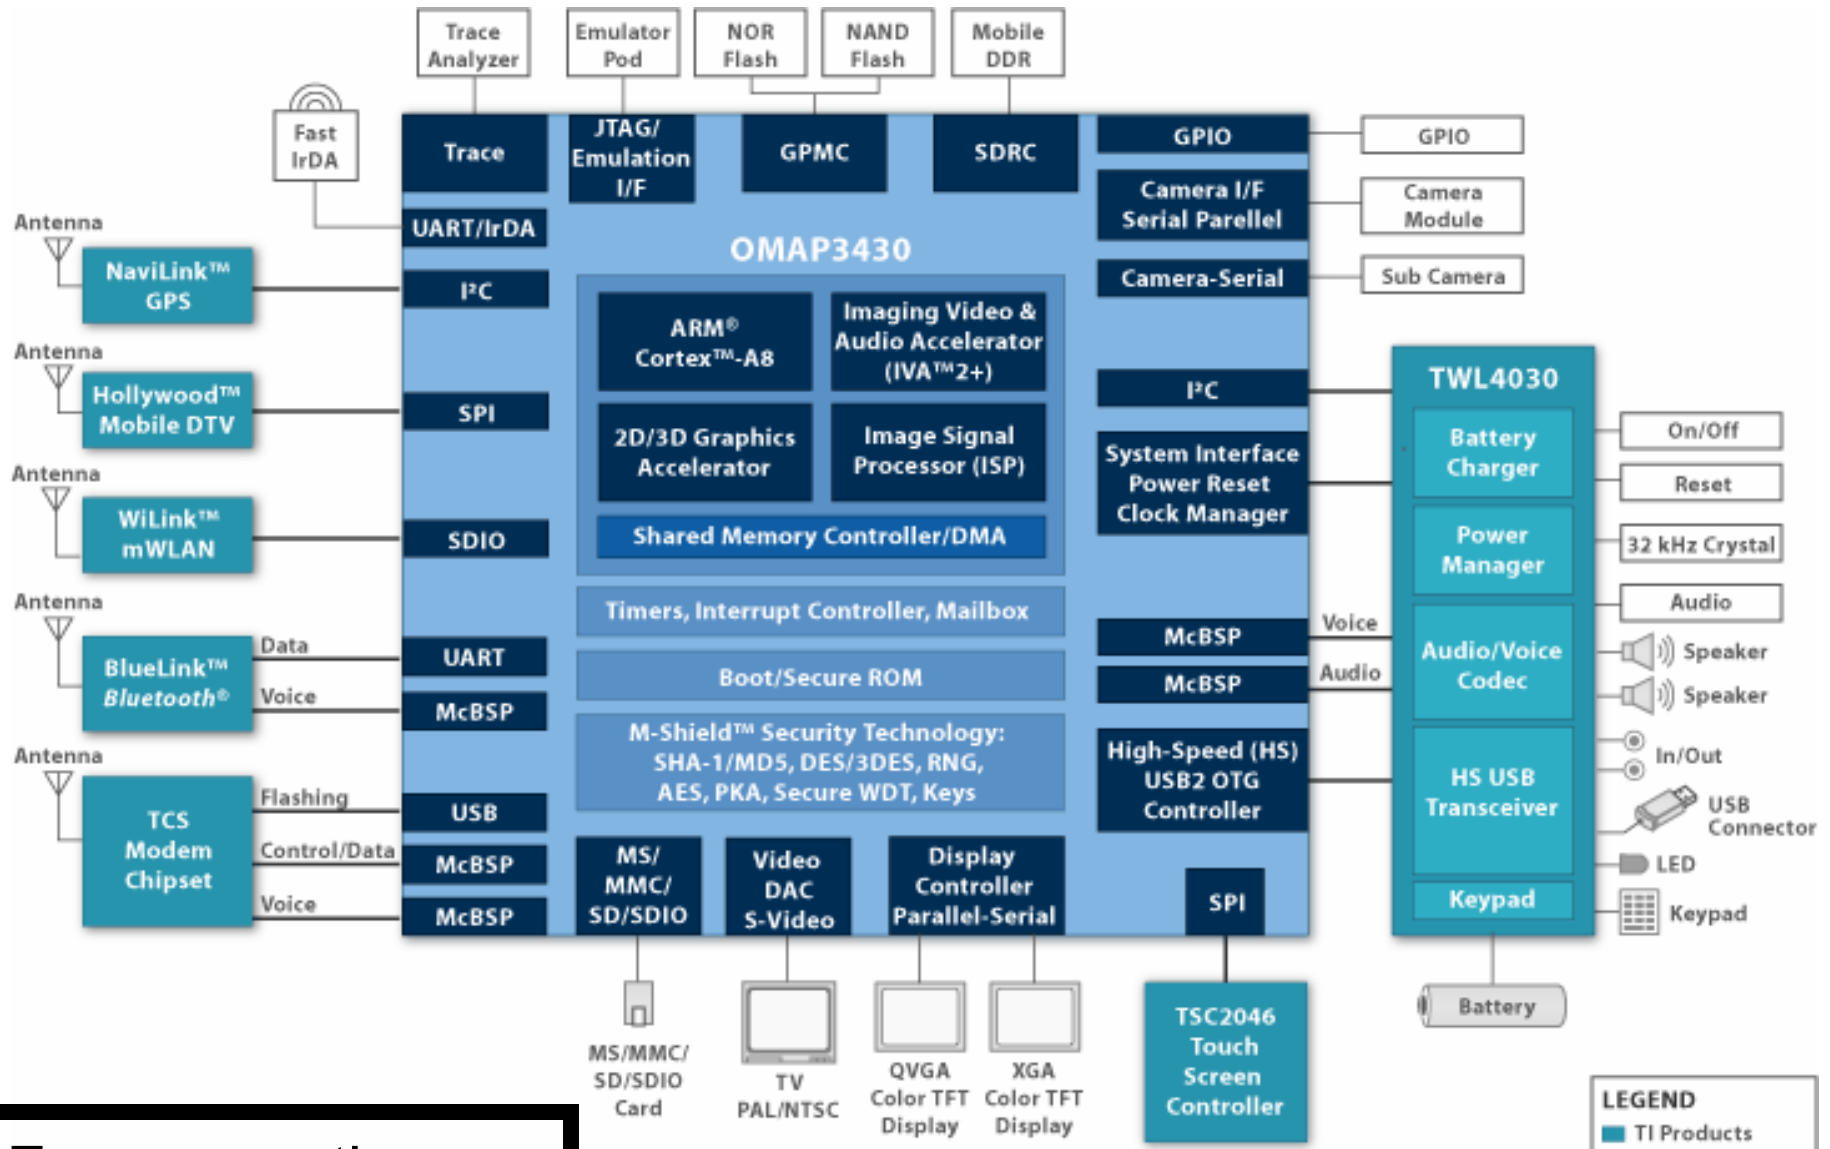 Trace
Analyzer
Emulator
Pod
NOR
Flash
NAND
Flash
Mobile
DDR
Fast
IrDA
Trace
JTAG/
Emulation
I/F
GPMC
SDRC
GPIO
GPIO
Camera I/F
Serial Parellel
Camera
Module
Camera-Serial
Sub Camera
UART/IrDA
OMAP3430
Antenna
NaviLink™
GPS
I²C
Antenna
Hollywood™
Mobile DTV
SPI
Antenna
WiLink™
mWLAN
SDIO
Antenna
BlueLink™
Bluetooth®
Data
Voice
UART
McBSP
Antenna
TCS
Modem
Chipset
Flashing
Control/Data
Voice
USB
McBSP
McBSP
ARM®
Cortex™-A8
Imaging Video &
Audio Accelerator
(IVA™2+)
2D/3D Graphics
Accelerator
Image Signal
Processor (ISP)
Shared Memory Controller/DMA
Timers, Interrupt Controller, Mailbox
Boot/Secure ROM
M-Shield™ Security Technology:
SHA-1/MD5, DES/3DES, RNG,
AES, PKA, Secure WDT, Keys
I²C
System Interface
Power Reset
Clock Manager
McBSP
Voice
McBSP
Audio
High-Speed (HS)
USB2 OTG
Controller
TWL4030
Battery
Charger
Power
Manager
Audio/Voice
Codec
HS USB
Transceiver
Keypad
On/Off
Reset
32 kHz Crystal
Audio
Speaker
Speaker
In/Out
USB
Connector
LED
Keypad
Battery
MS/
MMC/
SD/SDIO
Video
DAC
S-Video
Display
Controller
Parallel-Serial
SPI
MS/MMC/
SD/SDIO
Card
TV
PAL/NTSC
QVGA
Color TFT
Display
XGA
Color TFT
Display
TSC2046
Touch
Screen
Controller
LEGEND
TI Products